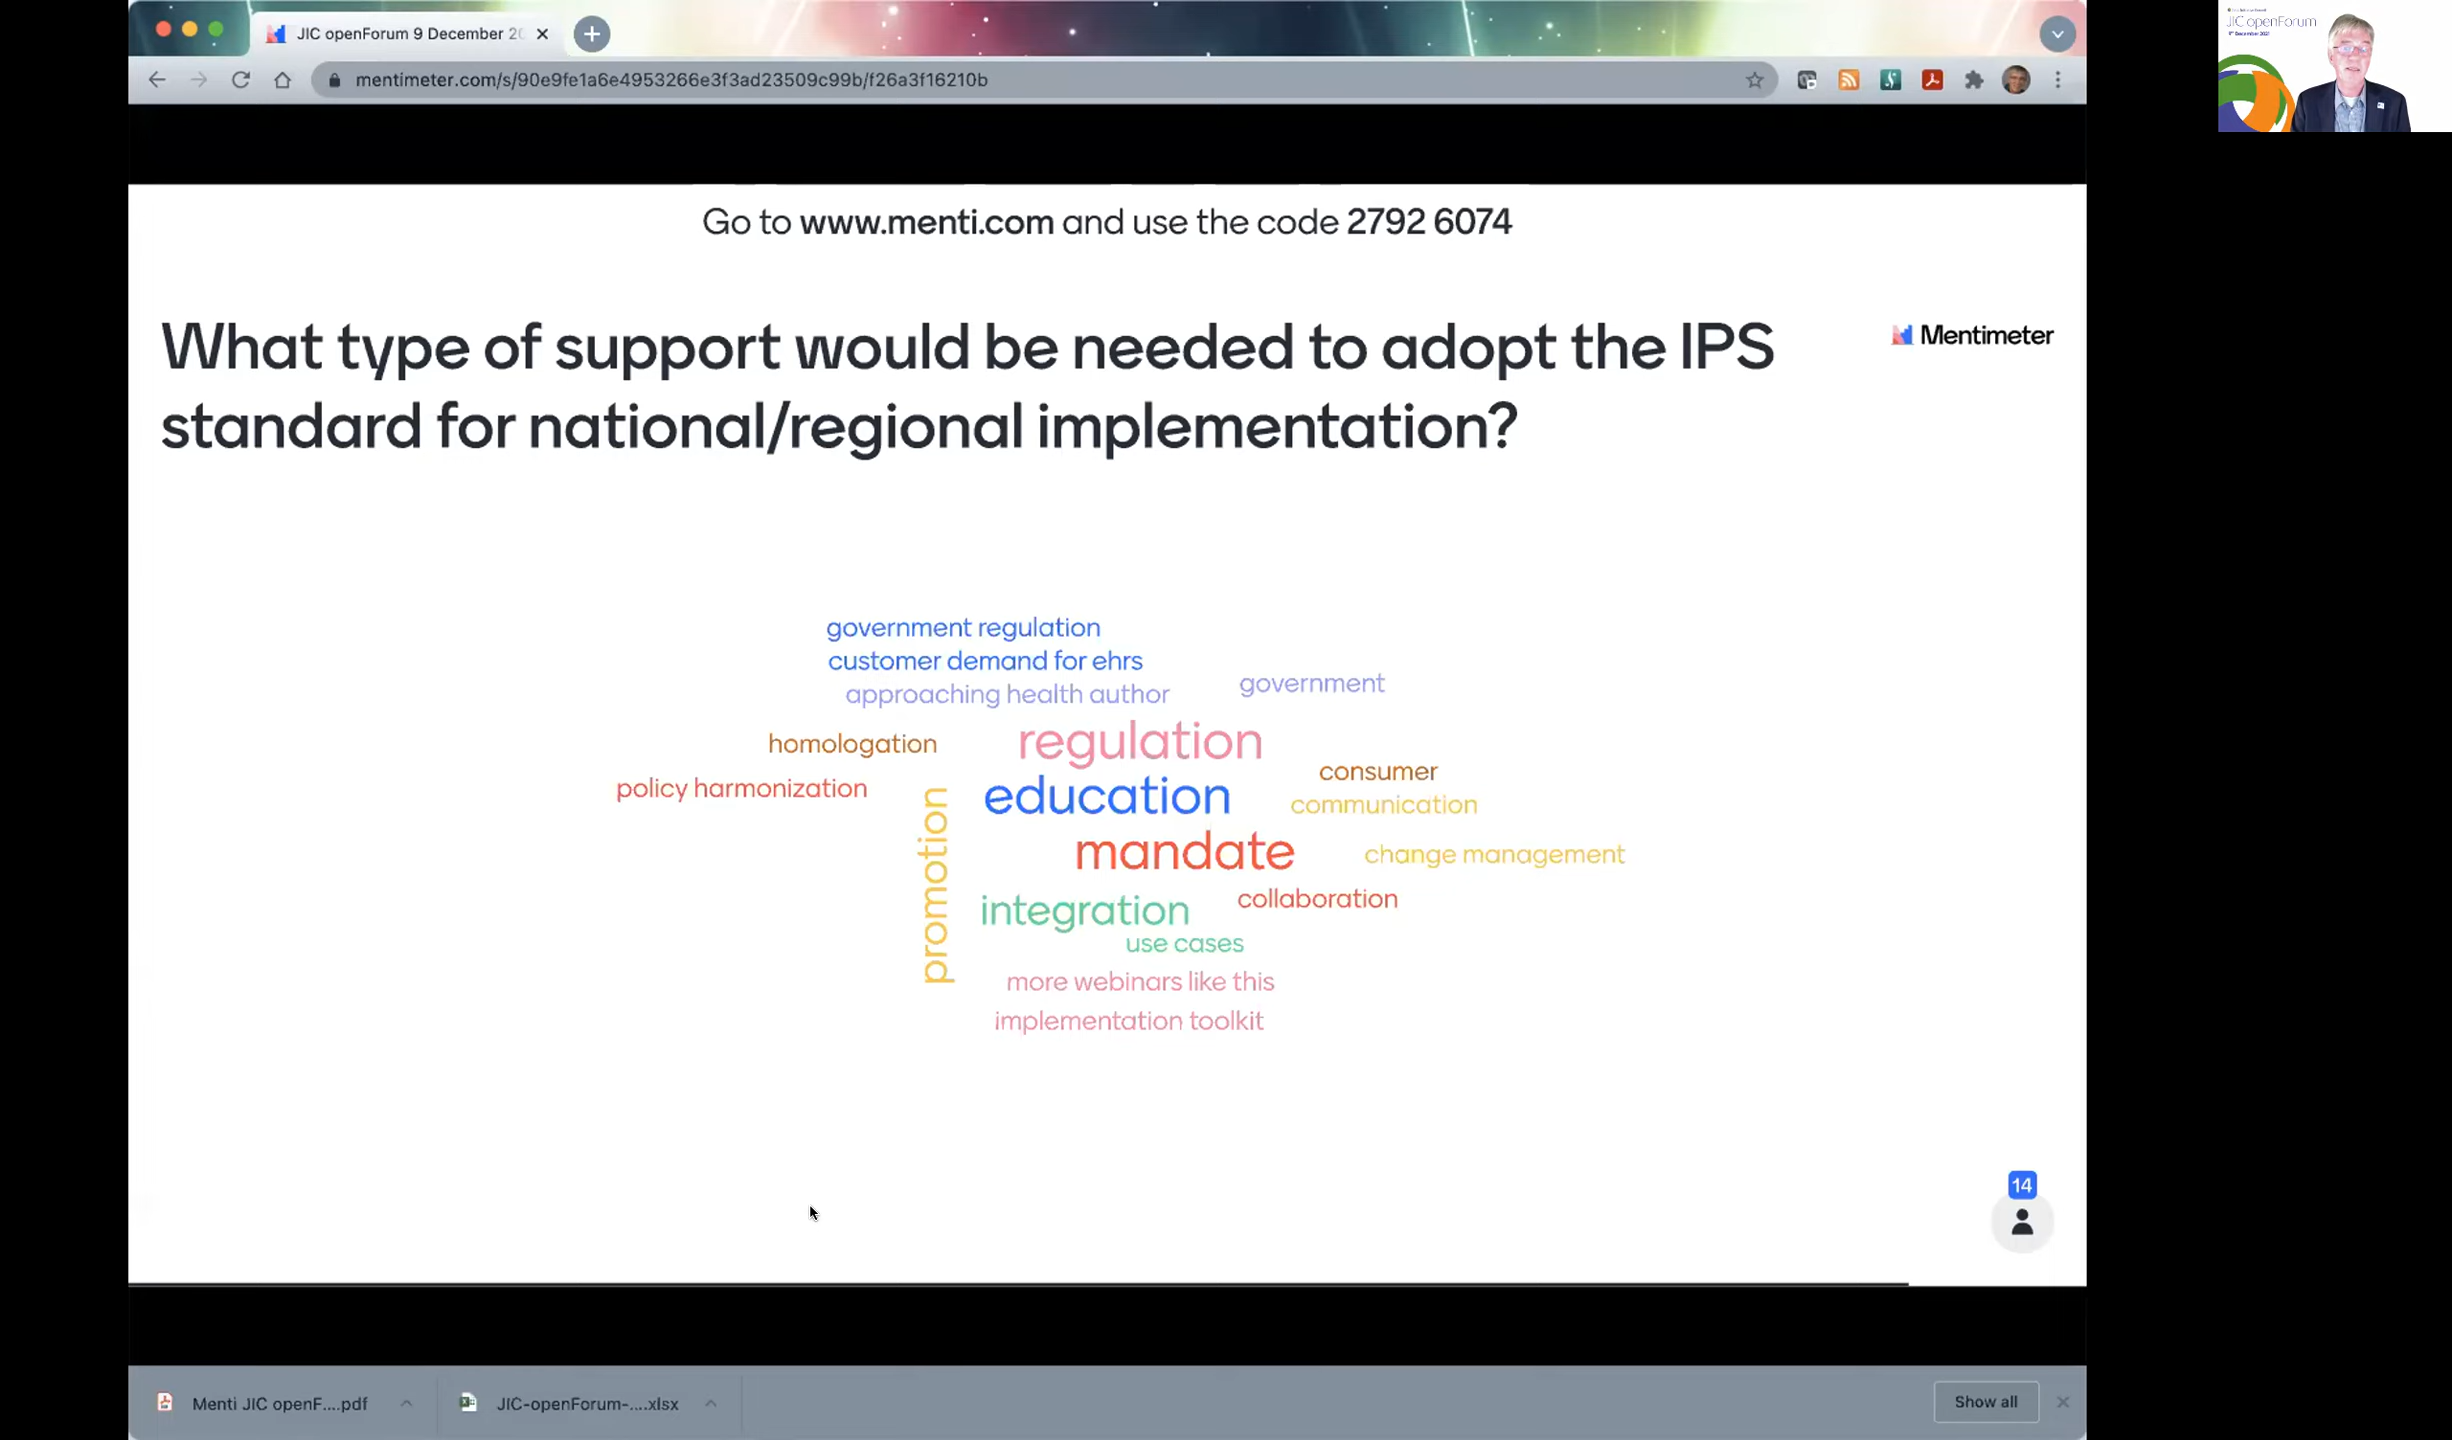 JIC openForum 9 December 20
mentimeter.com/s/90e9fe1a6e4953266e3f3ad23509c99b/f26a3f16210b
JIC openForum
9th December 2021
Go to www.menti.com and use the code 2792 6074
What type of support would be needed to adopt the IPS
standard for national/regional implementation?
Mentimeter
government regulation
customer demand for ehrs
approaching health author
government
homologation
regulation
consumer
policy harmonization
education
communication
promotion
mandate
change management
integration
collaboration
use cases
more webinars like this
implementation toolkit
14
Menti JIC openF....pdf
JIC-openForum-....xlsx
Show all